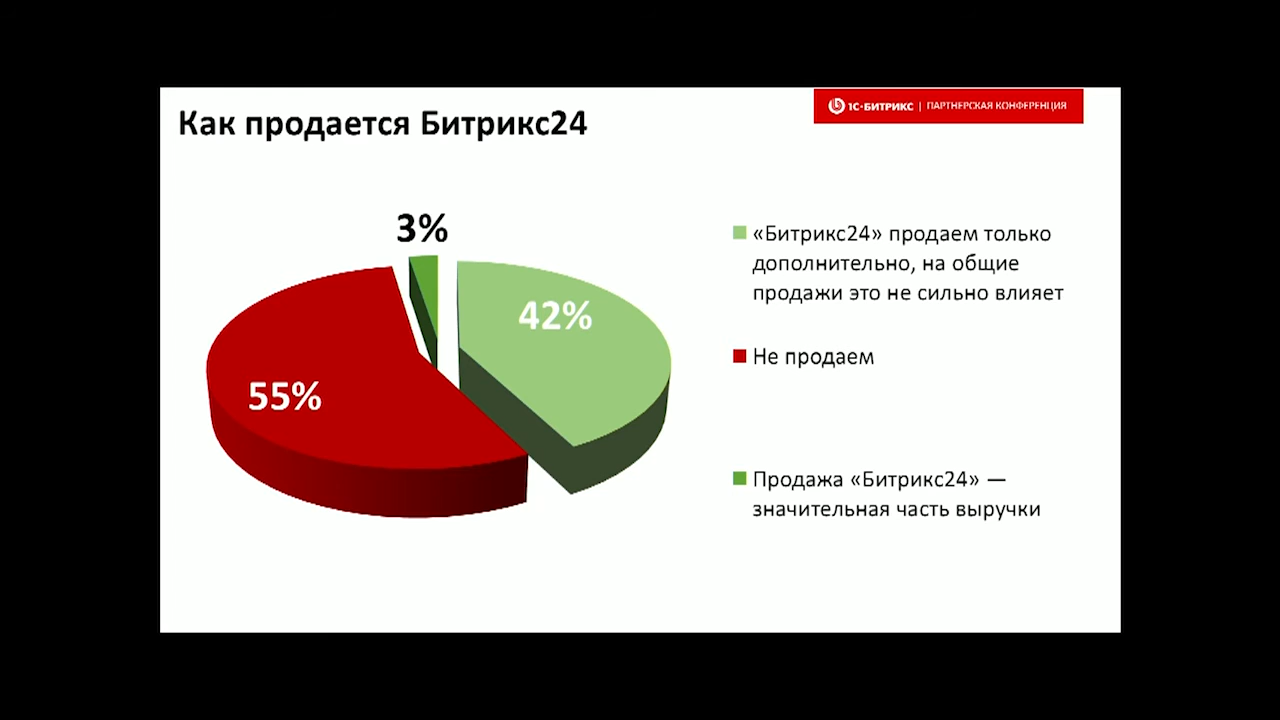 1С·БИТРИКС | ПАРТНЕРСКАЯ КОНФЕРЕНЦИЯ
Как продается Битрикс24
3%
42%
55%
«Битрикс24» продаем только
дополнительно, на общие
продажи это не сильно влияет
Не продаем
Продажа «Битрикс24» —
значительная часть выручки